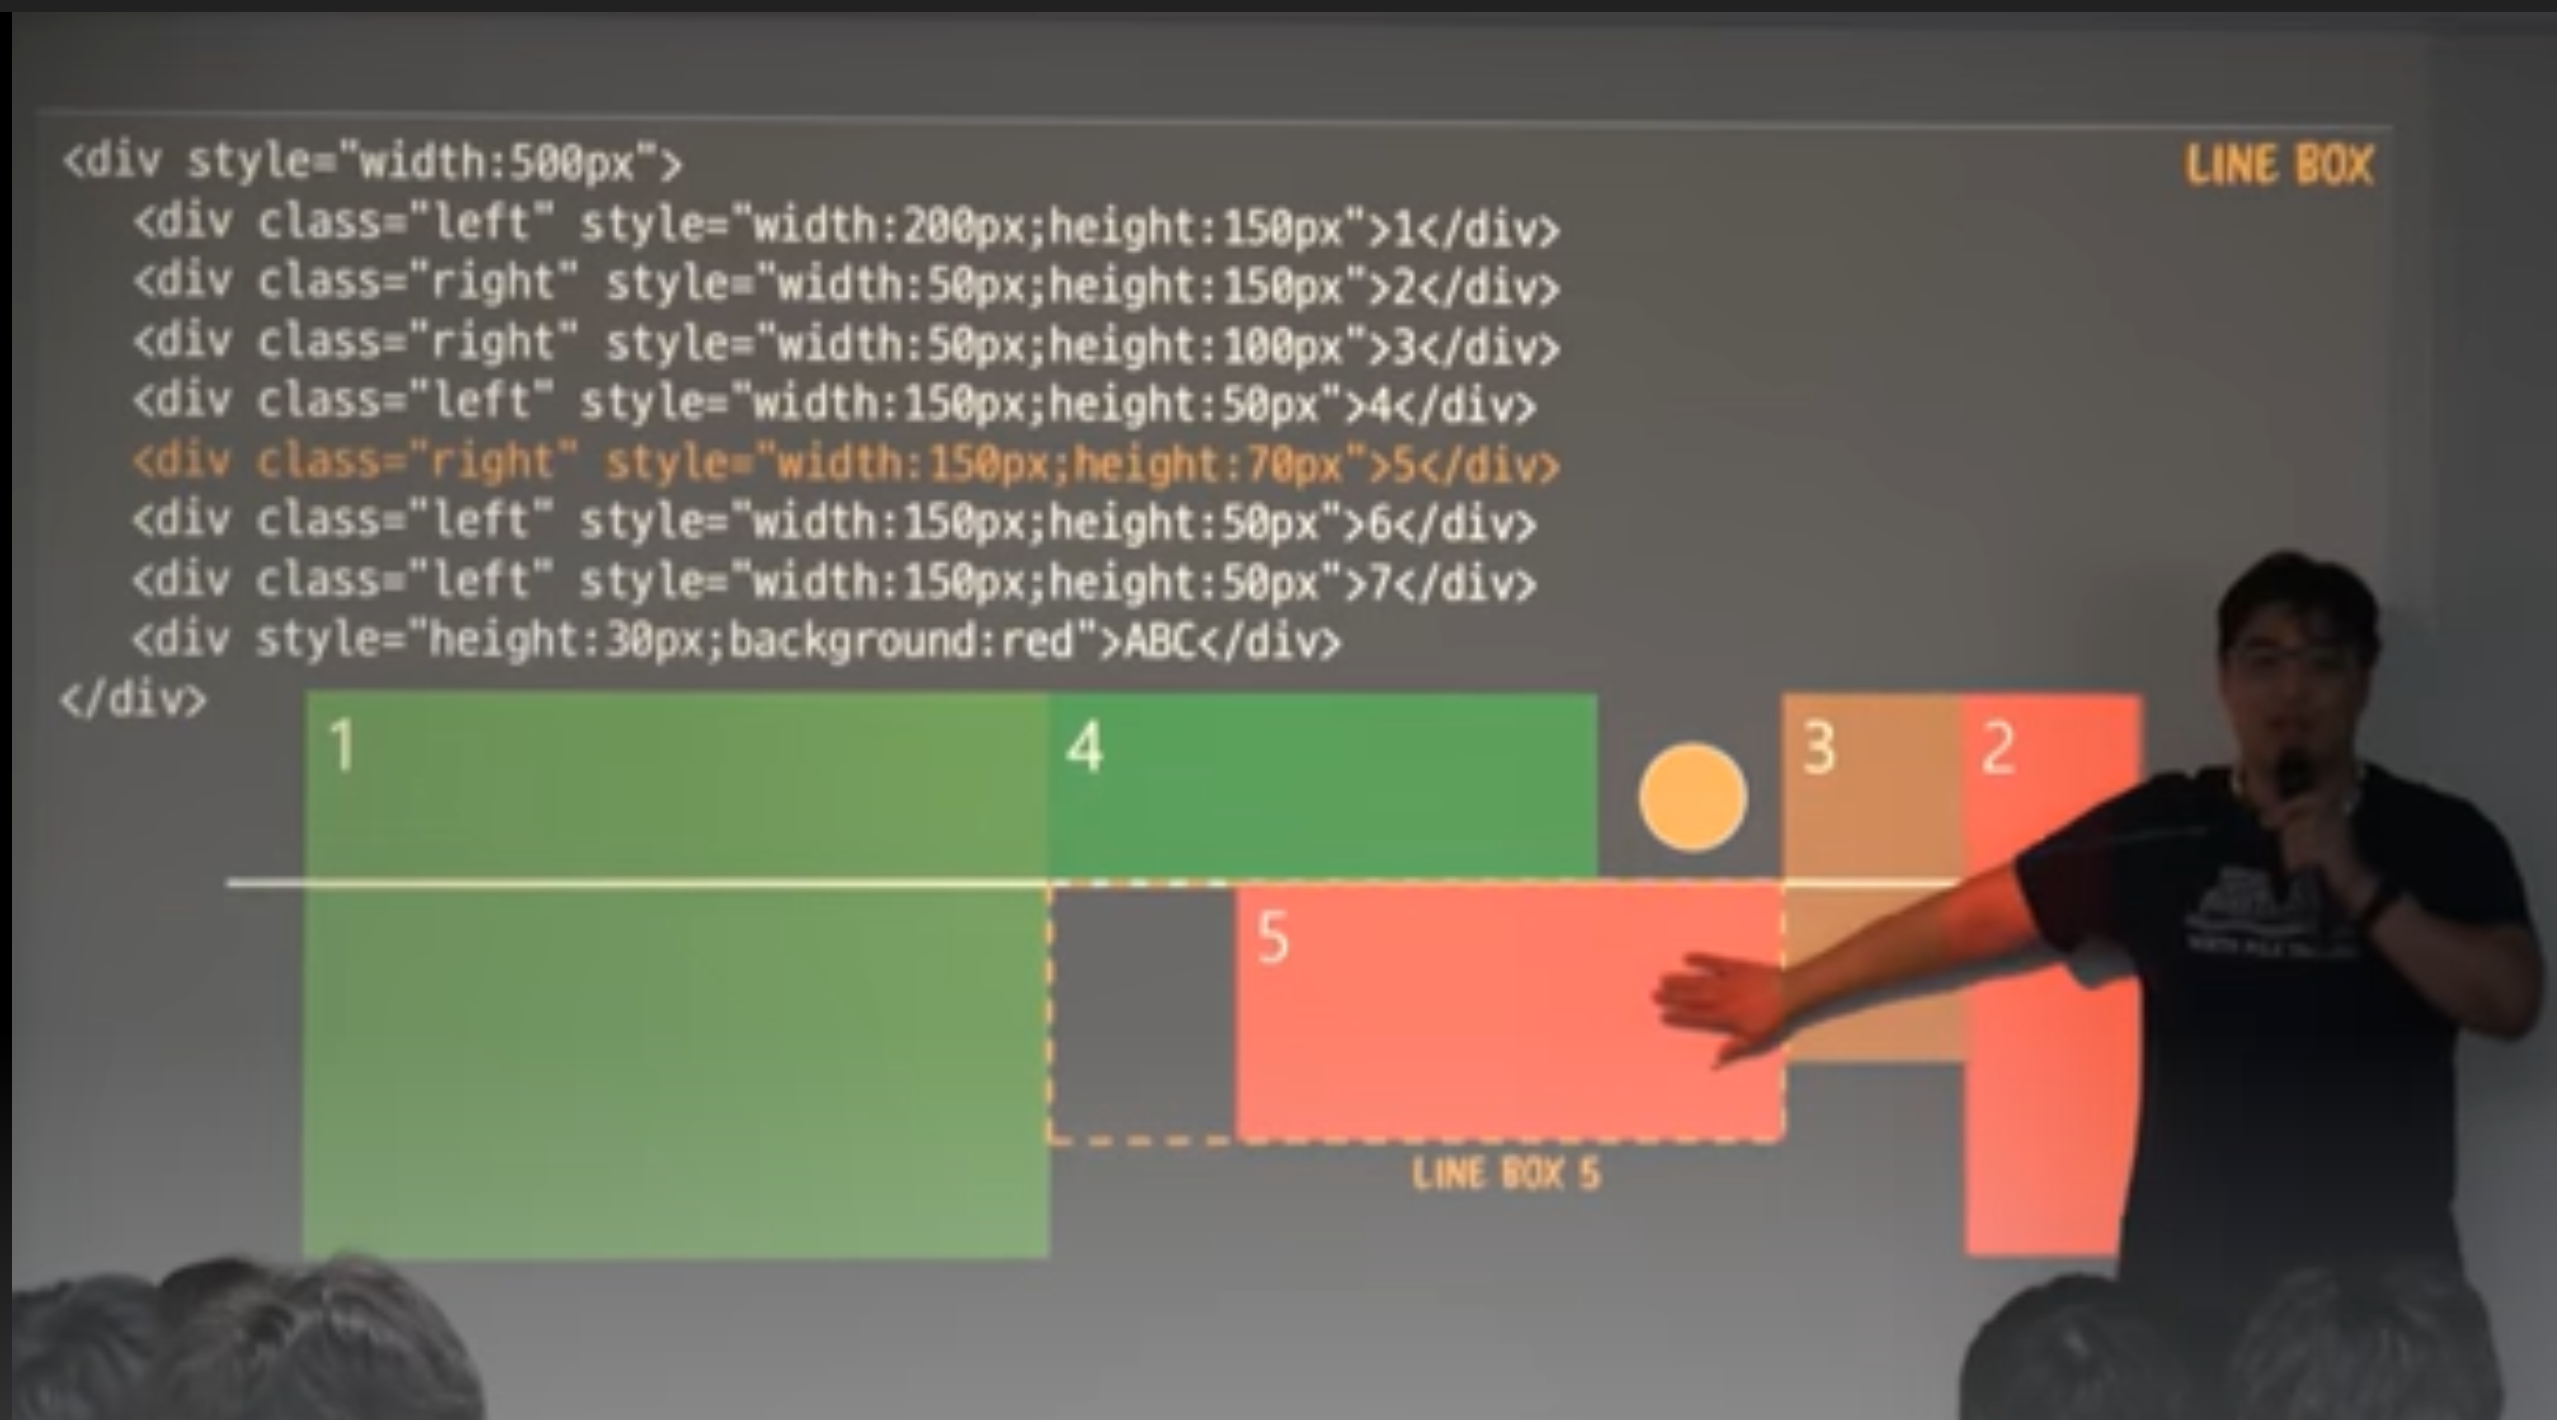 LINE BOX
<div style="width:500px">
<div class="left" style="width:200px;height:150px">1</div>
<div class="right" style="width:50px;height:150px">2</div>
<div class="right" style="width:50px;height:100px">3</div>
<div class="left" style="width:150px;height:50px">4</div>
<div class="right" style="width:150px;height:70px">5</div>
<div class="left" style="width:150px;height:50px">6</div>
<div class="left" style="width:150px;height:50px">7</div>
<div style="height:30px;background:red">ABC</div>
</div>
1 4 3 2
5
LINE BOX 5